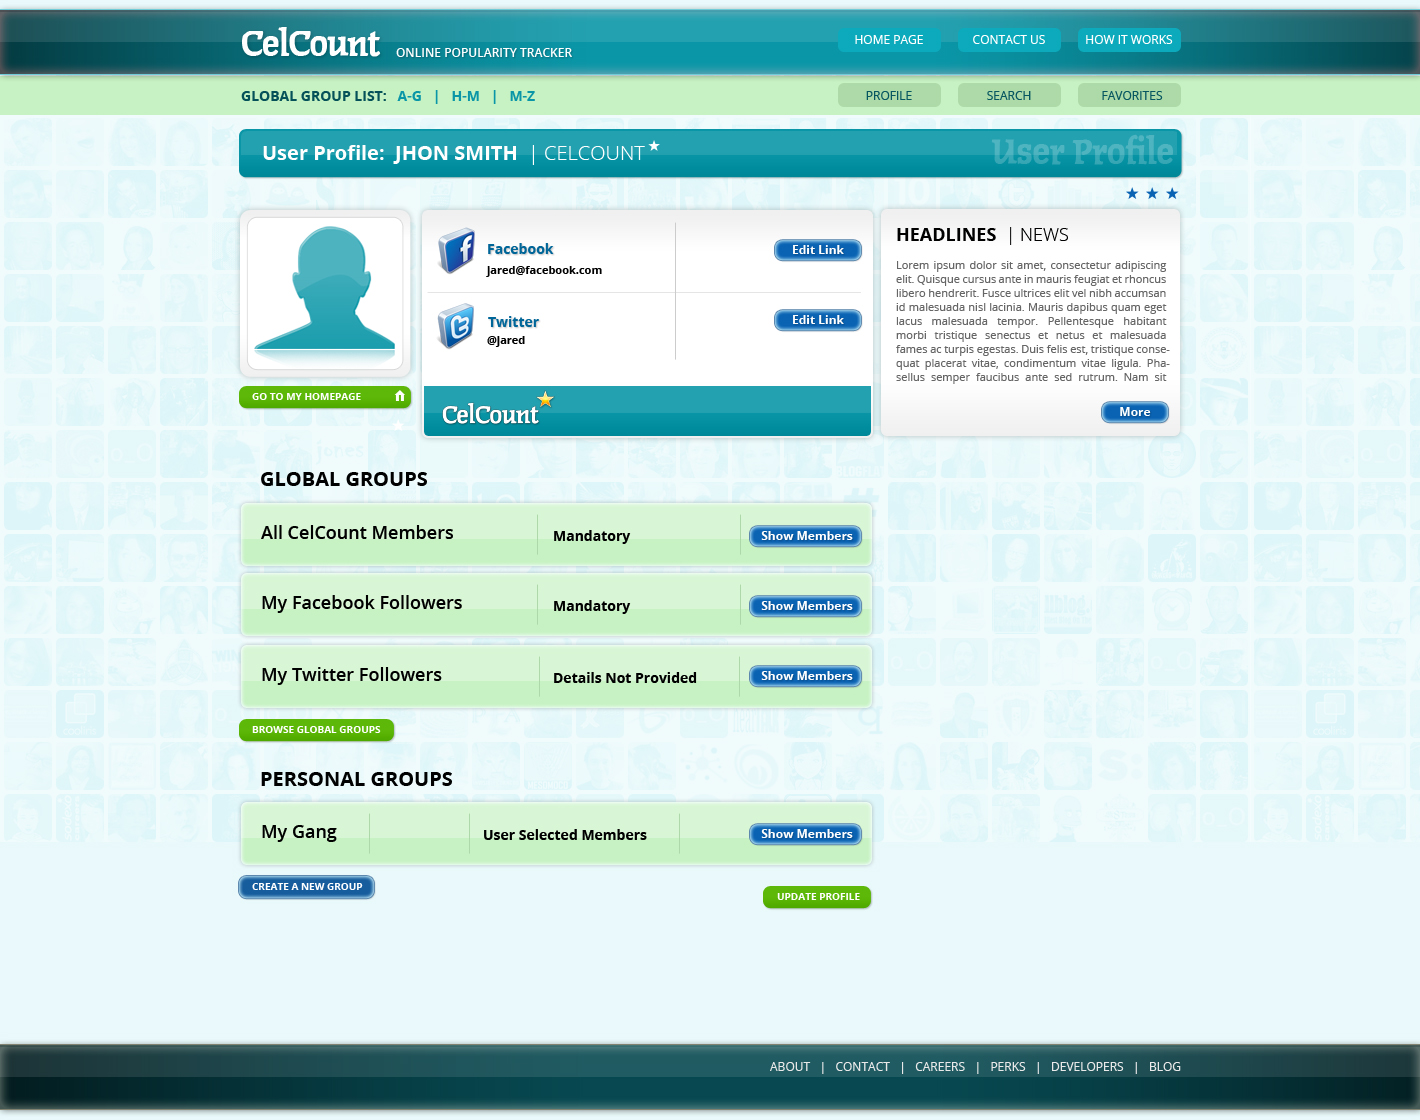 CelCount ONLINE POPULARITY TRACKER HOME PAGE CONTACT US HOW IT WORKS
GLOBAL GROUP LIST: A-G | H-M | M-Z PROFILE SEARCH FAVORITES
User Profile: JHON SMITH | CELCOUNT User Profile
Facebook
jared@facebook.com
Edit Link
Twitter
@jared
Edit Link
CelCount
HEADLINES | NEWS
Lorem ipsum dolor sit amet, consectetur adipiscing
elit. Quisque cursus ante in mauris feugiat et rhoncus
libero hendrerit. Fusce ultrices elit vel nibh accumsan
id malesuada nisl lacinia. Mauris dapibus quam eget
lacus malesuada tempor. Pellentesque habitant
morbi tristique senectus et netus et malesuada
fames ac turpis egestas. Duis felis est, tristique conse-
quat placerat vitae, condimentum vitae ligula. Pha-
sellus semper faucibus ante sed rutrum. Nam sit
More
GO TO MY HOMEPAGE
GLOBAL GROUPS
All CelCount Members Mandatory Show Members
My Facebook Followers Mandatory Show Members
My Twitter Followers Details Not Provided Show Members
BROWSE GLOBAL GROUPS
PERSONAL GROUPS
My Gang User Selected Members Show Members
CREATE A NEW GROUP
UPDATE PROFILE
ABOUT | CONTACT | CAREERS | PERKS | DEVELOPERS | BLOG